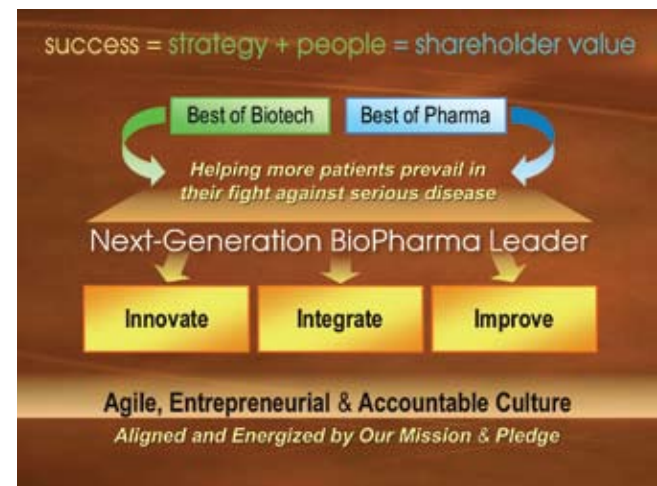 success = strategy + people = shareholder value
Best of Biotech
Best of Pharma
Helping more patients prevail in
their fight against serious disease
Next-Generation BioPharma Leader
Innovate
Integrate
Improve
Agile, Entrepreneurial & Accountable Culture
Aligned and Energized by Our Mission & Pledge